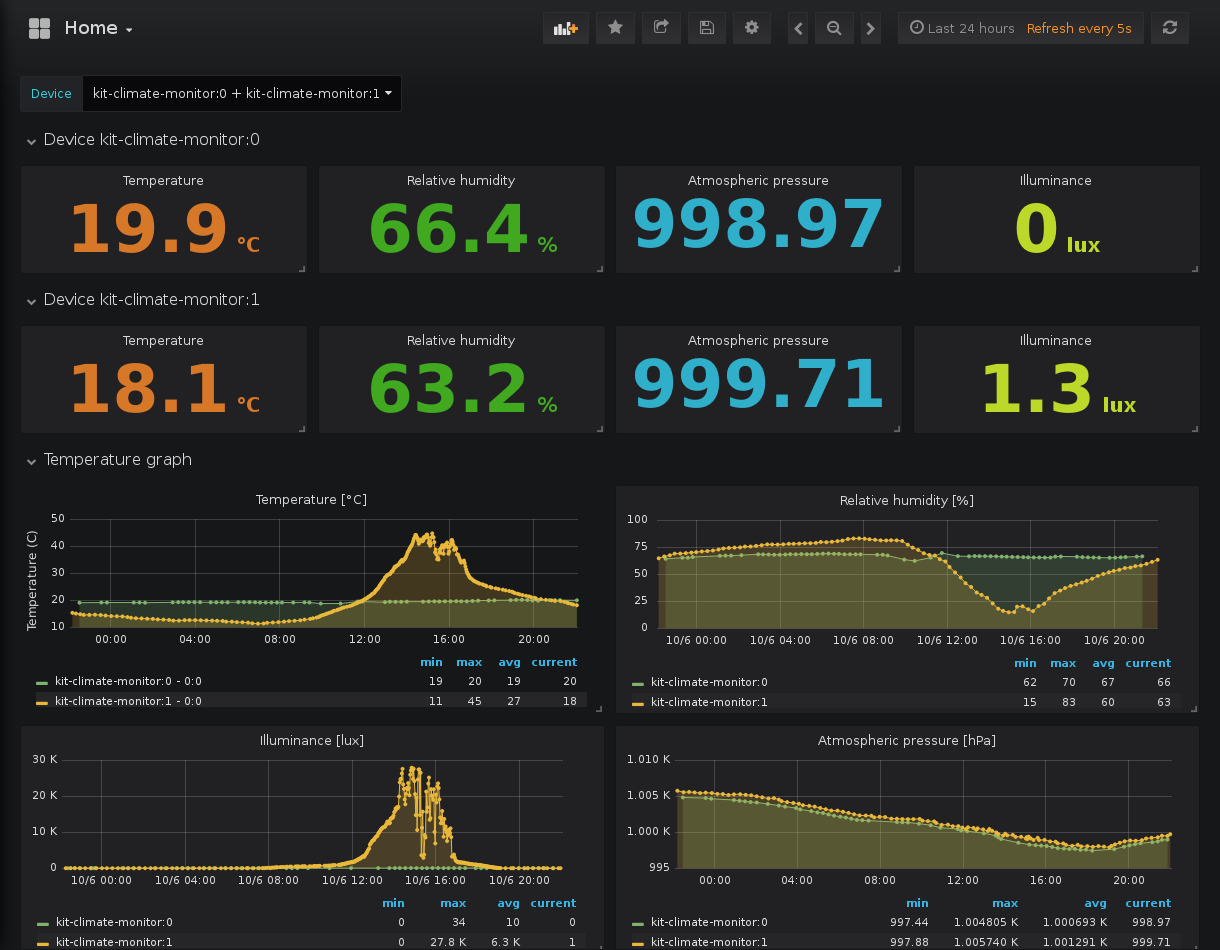 Home
Last 24 hours Refresh every 5s
Device kit-climate-monitor:0 + kit-climate-monitor:1
Device kit-climate-monitor:0
Temperature Relative humidity Atmospheric pressure Illuminance
19.9 °C 66.4 % 998.97 0 lux
Device kit-climate-monitor:1
Temperature Relative humidity Atmospheric pressure Illuminance
18.1 °C 63.2 % 999.71 1.3 lux
Temperature graph
Temperature [°C]
Temperature (C)
50
40
30
20
10
00:00 04:00 08:00 12:00 16:00 20:00
min max avg current
kit-climate-monitor:0 - 0:0 19 20 19 20
kit-climate-monitor:1 - 0:0 11 45 27 18
Relative humidity [%]
100
75
50
25
0
10/6 00:00 10/6 04:00 10/6 08:00 10/6 12:00 10/6 16:00 10/6 20:00
min max avg current
kit-climate-monitor:0 62 70 67 66
kit-climate-monitor:1 15 83 60 63
Illuminance [lux]
30 K
20 K
10 K
0
10/6 00:00 10/6 04:00 10/6 08:00 10/6 12:00 10/6 16:00 10/6 20:00
min max avg current
kit-climate-monitor:0 0 34 10 0
kit-climate-monitor:1 0 27.8 K 6.3 K 1
Atmospheric pressure [hPa]
1.010 K
1.005 K
1.000 K
995
00:00 04:00 08:00 12:00 16:00 20:00
min max avg current
kit-climate-monitor:0 997.44 1.004805 K 1.000693 K 998.97
kit-climate-monitor:1 997.88 1.005740 K 1.001291 K 999.71